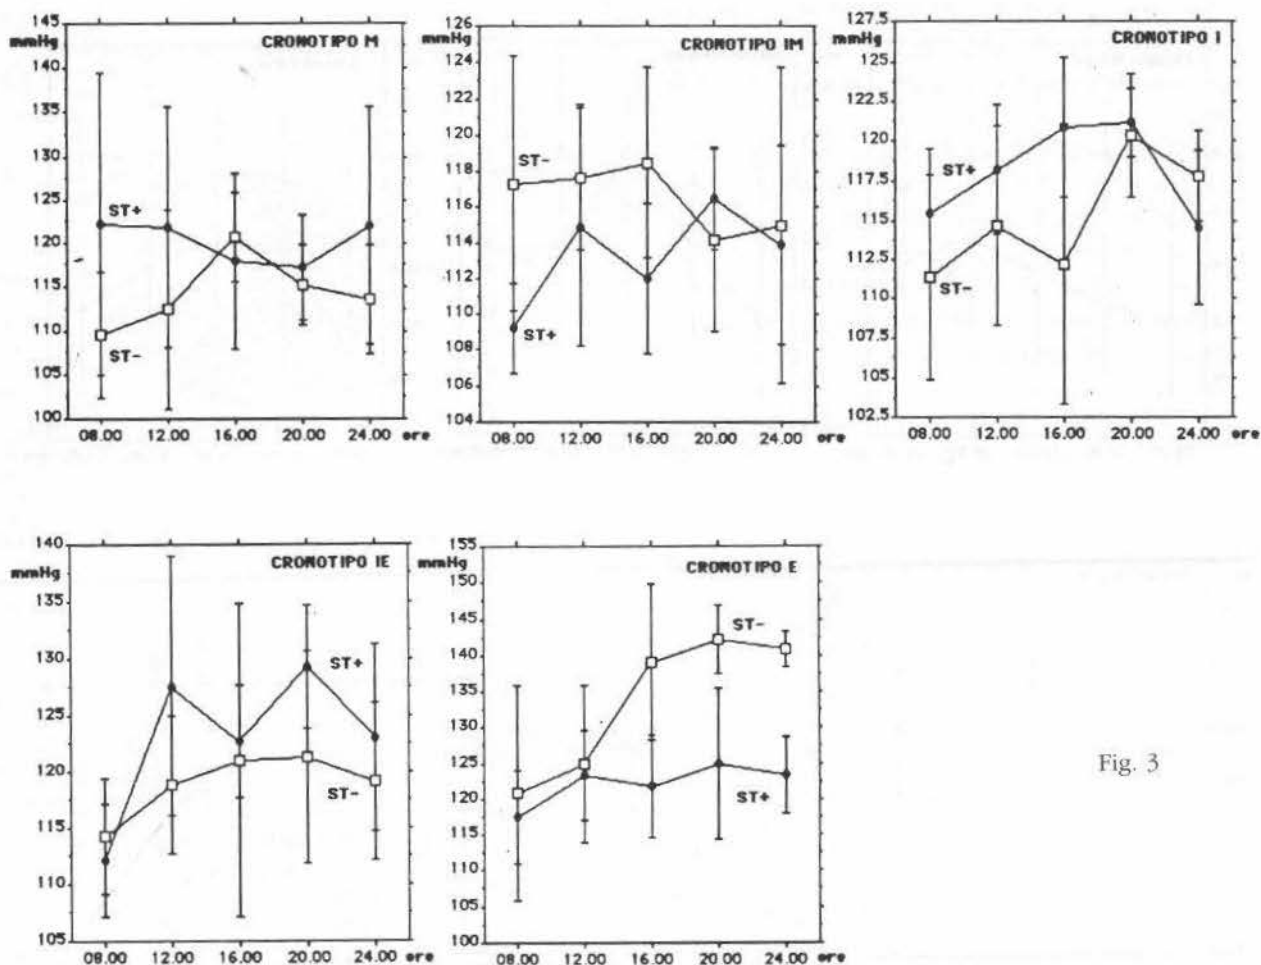 145
mmHg
CRONOTIPO M
140
135
130
125
ST+
120
115
110
ST-
105
100
08.00 12.00 16.00 20.00 24.00 ore
126
mmHg
CRONOTIPO IM
124
122
120
ST-
118
116
114
112
110
ST+
108
106
104
08.00 12.00 16.00 20.00 24.00 ore
127.5
mmHg
CRONOTIPO I
125
122.5
120
ST+
117.5
115
112.5
ST-
110
107.5
105
102.5
08.00 12.00 16.00 20.00 24.00 ore
140
mmHg
CRONOTIPO IE
135
130
ST+
125
120
ST-
115
110
105
08.00 12.00 16.00 20.00 24.00 ore
155
mmHg
CRONOTIPO E
150
145
ST-
140
135
130
125
ST+
120
115
110
105
100
08.00 12.00 16.00 20.00 24.00 ore
Fig. 3